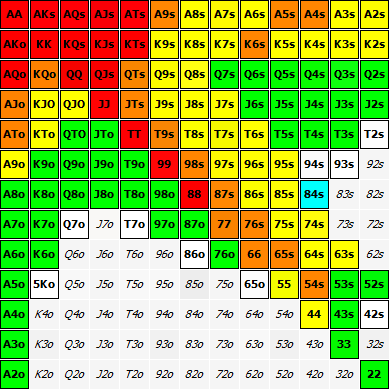 AA AKs AQs AJs ATs A9s A8s A7s A6s A5s A4s A3s A2s
AKo KK KQs KJs KTs K9s K8s K7s K6s K5s K4s K3s K2s
AQo KQo QQ QJs QTs Q9s Q8s Q7s Q6s Q5s Q4s Q3s Q2s
AJo KJO QJO JJ JTs J9s J8s J7s J6s J5s J4s J3s J2s
ATo KTo QTO JTo TT T9s T8s T7s T6s T5s T4s T3s T2s
A9o K9o Q9o J9o T9o 99 98s 97s 96s 95s 94s 93s 92s
A8o K8o Q8o J8o T8o 98o 88 87s 86s 85s 84s 83s 82s
A7o K7o Q7o J7o T7o 97o 87o 77 76s 75s 74s 73s 72s
A6o K6o Q6o J6o T6o 96o 86o 76o 66 65s 64s 63s 62s
A5o 5Ko Q5o J5o T5o 95o 85o 75o 65o 55 54s 53s 52s
A4o K4o Q4o J4o T4o 94o 84o 74o 64o 54o 44 43s 42s
A3o K3o Q3o J3o T3o 93o 83o 73o 63o 53o 43o 33 32s
A2o K2o Q2o J2o T2o 92o 82o 72o 62o 52o 42o 32o 22